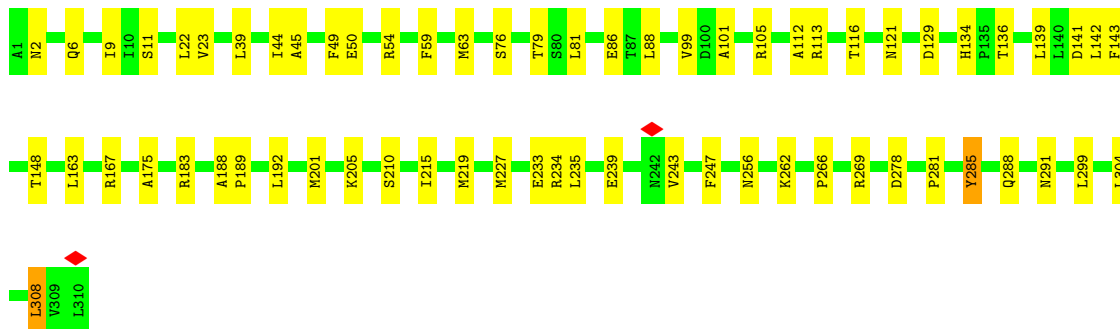 A1 N2 Q6 I9 I10 S11 L22 V23 L39 I44 A45 F49 E50 R54 F59 M63 S76 T79 S80 L81 E86 T87 L88 V99 D100 A101 R105 A112 R113 T116 N121 D129 H134 P135 T136 L139 L140 D141 L142 F143
T148 L163 R167 A175 R183 A188 P189 L192 M201 K205 S210 I215 M219 M227 E233 R234 L235 E239 N242 V243 F247 N256 K262 P266 R269 D278 P281 Y285 Q288 N291 L299
L308 V309 L310